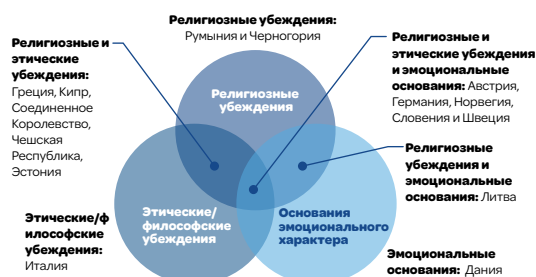 Религиозные убеждения:
Румыния и Черногория
Религиозные и
этические
убеждения:
Греция, Кипр,
Соединенное
Королевство,
Чешская
Республика,
Эстония
Религиозные и
этические убеждения
и эмоциональные
основания: Австрия,
Германия, Норвегия,
Словения и Швеция
Религиозные
убеждения
Религиозные
убеждения и
эмоциональные
основания: Литва
Этические/
философские
убеждения
Основания
эмоционального
характера
Этические/ф
илософские
убеждения:
Италия
Эмоциональные
основания: Дания